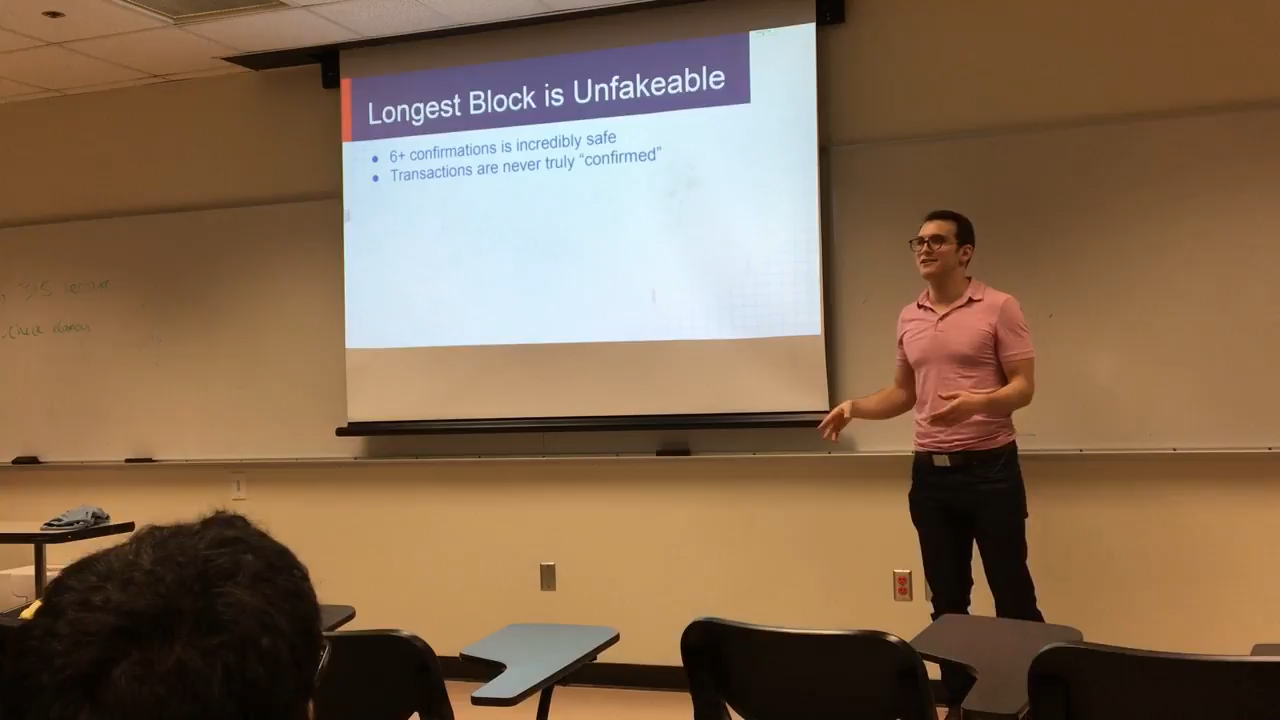 Longest Block is Unfakeable
● 6+ confirmations is incredibly safe
● Transactions are never truly “confirmed”